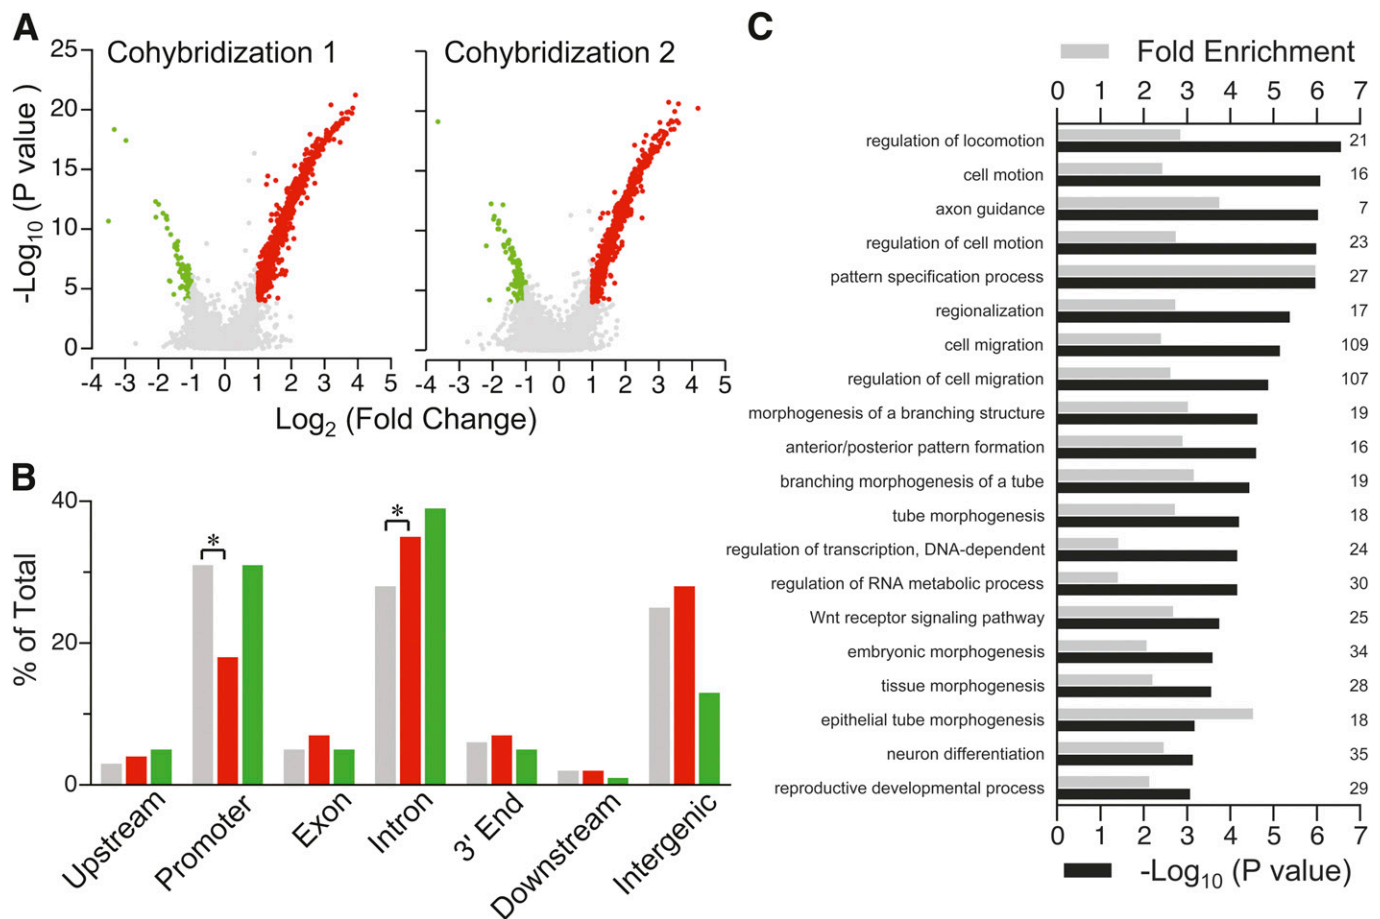 A
Cohybridization 1
Cohybridization 2
-Log10 (P value )
25
20
15
10
5
0
-4 -3 -2 -1 0 1 2 3 4 5
-4 -3 -2 -1 0 1 2 3 4 5
Log2 (Fold Change)
B
% of Total
40
20
0
*
*
Upstream
Promoter
Exon
Intron
3' End
Downstream
Intergenic
C
Fold Enrichment
0 1 2 3 4 5 6 7
regulation of locomotion 21
cell motion 16
axon guidance 7
regulation of cell motion 23
pattern specification process 27
regionalization 17
cell migration 109
regulation of cell migration 107
morphogenesis of a branching structure 19
anterior/posterior pattern formation 16
branching morphogenesis of a tube 19
tube morphogenesis 18
regulation of transcription, DNA-dependent 24
regulation of RNA metabolic process 30
Wnt receptor signaling pathway 25
embryonic morphogenesis 34
tissue morphogenesis 28
epithelial tube morphogenesis 18
neuron differentiation 35
reproductive developmental process 29
0 1 2 3 4 5 6 7
-Log10 (P value)